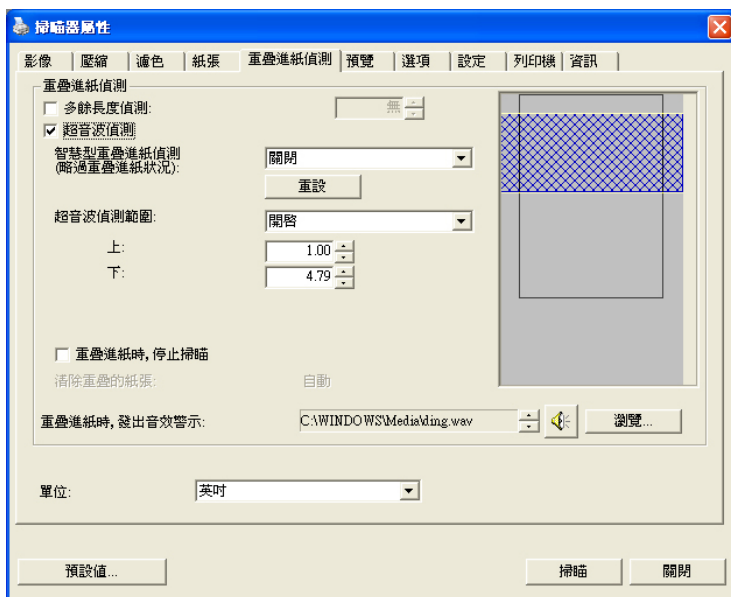 掃瞄器屬性
影像 壓縮 濾色 紙張 重疊進紙偵測 預覽 選項 設定 列印機 資訊
重疊進紙偵測
多餘長度偵測: 無
超音波偵測
智慧型重疊進紙偵測 關閉
(略過重疊進紙狀況):
重設
超音波偵測範圍: 開啓
上: 1.00
下: 4.79
重疊進紙時, 停止掃瞄
清除重疊的紙張: 自動
重疊進紙時, 發出音效警示: C:\WINDOWS\Media\ding.wav 瀏覽...
單位: 英吋
預設值... 掃瞄 關閉